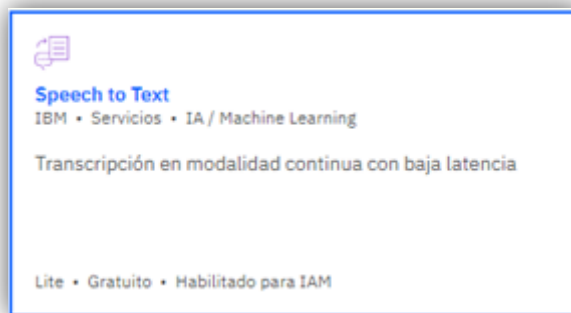 Speech to Text
IBM • Servicios • IA / Machine Learning
Transcripción en modalidad continua con baja latencia
Lite • Gratuito • Habilitado para IAM